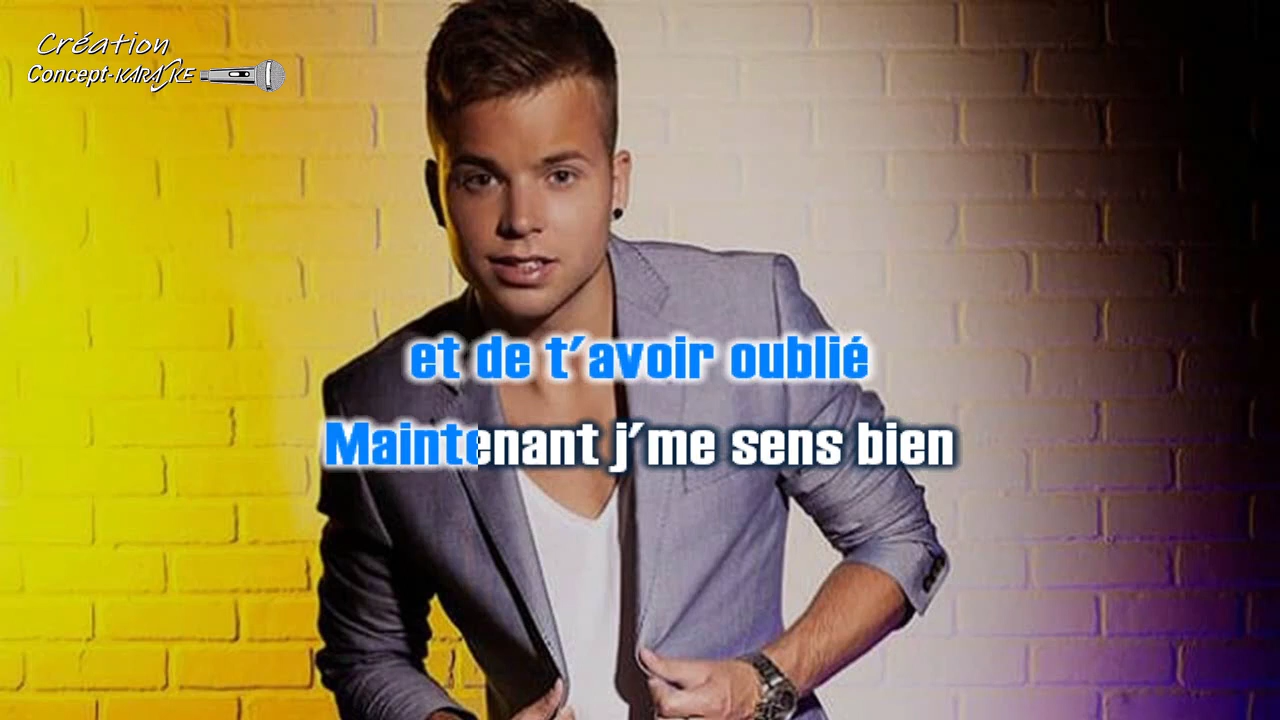 Création
Concept-KARAOKE
et de t'avoir oublié
Maintenant j'me sens bien